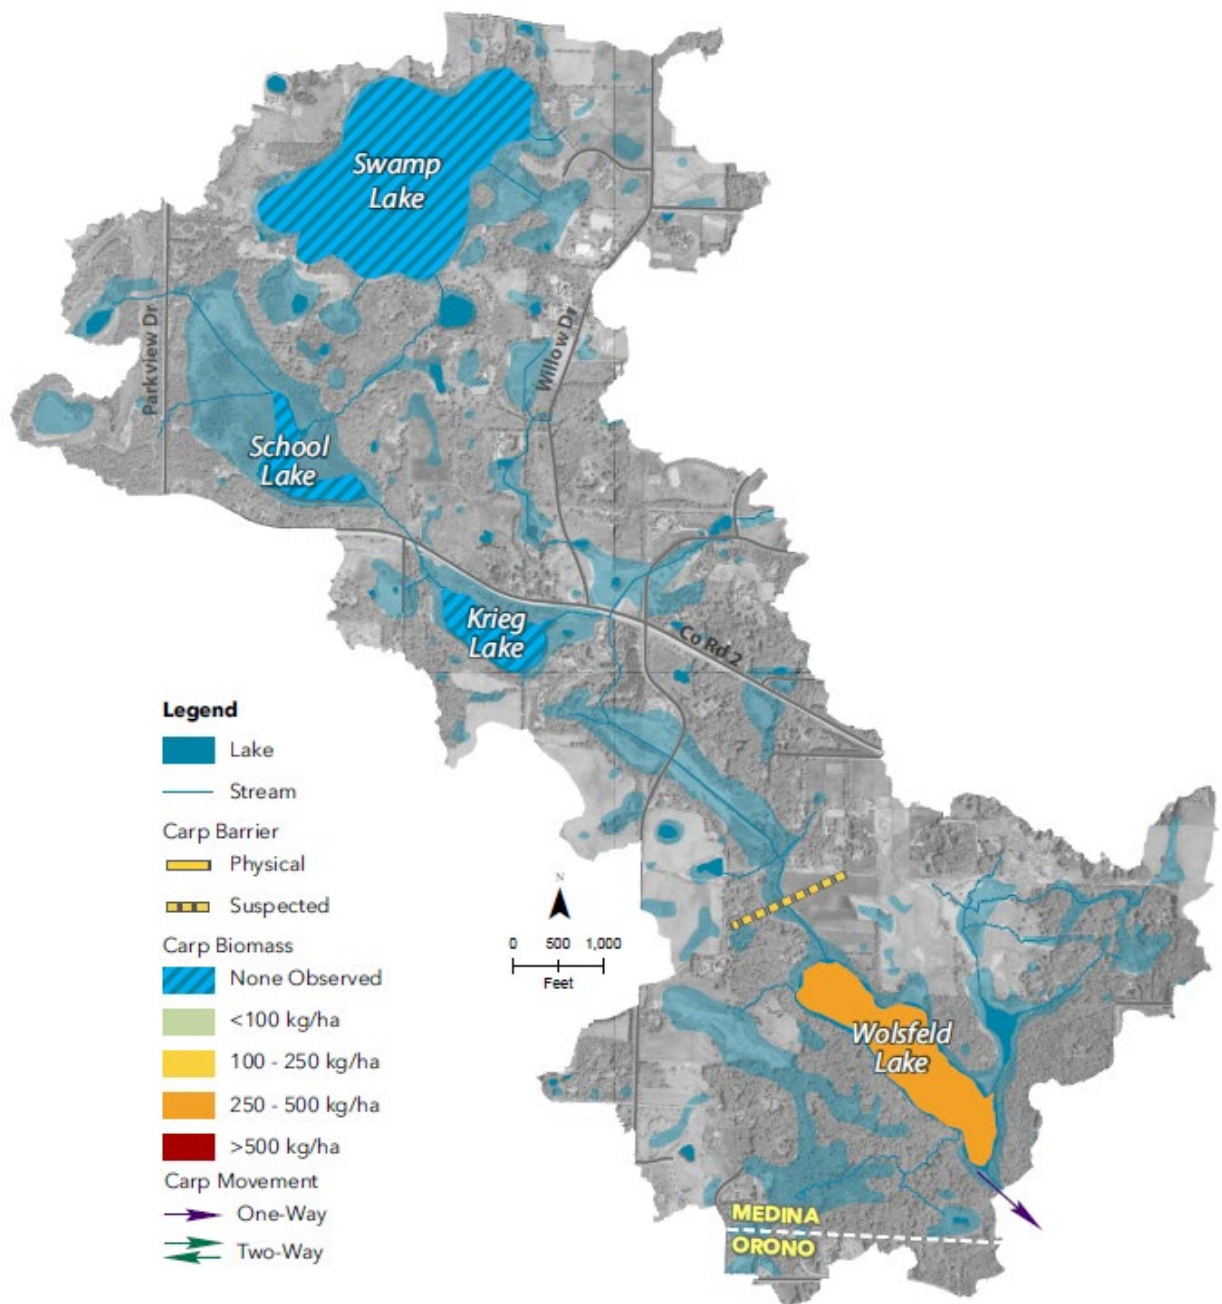 Swamp
Lake
Parkview Dr
Willow Dr
School
Lake
Krieg
Lake
Co Rd 2
Legend
Lake
Stream
Carp Barrier
Physical
Suspected
Carp Biomass
None Observed
<100 kg/ha
100 - 250 kg/ha
250 - 500 kg/ha
>500 kg/ha
Carp Movement
One-Way
Two-Way
N
0 500 1,000
Feet
Wolsfeld
Lake
MEDINA
ORONO